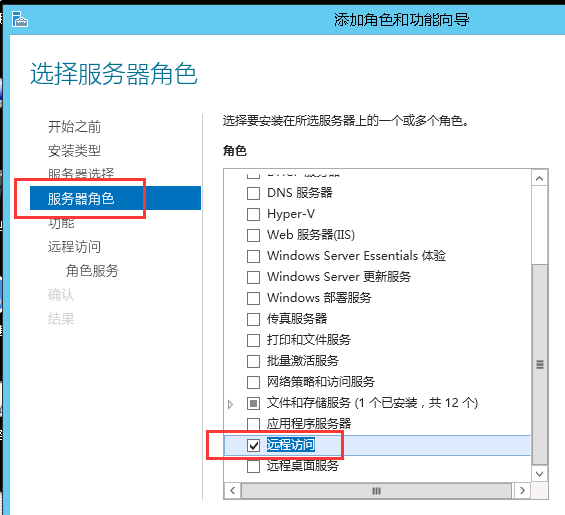 添加角色和功能向导
选择服务器角色
开始之前
安装类型
服务器选择
服务器角色
功能
远程访问
角色服务
确认
结果
选择要安装在所选服务器上的一个或多个角色。
角色
DHCP 服务器
DNS 服务器
Hyper-V
Web 服务器(IIS)
Windows Server Essentials 体验
Windows Server 更新服务
Windows 部署服务
传真服务器
打印和文件服务
批量激活服务
网络策略和访问服务
文件和存储服务 (1 个已安装，共 12 个)
应用程序服务器
远程访问
远程桌面服务